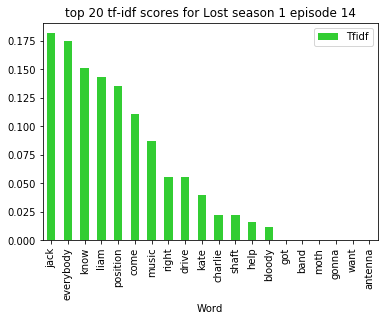 top 20 tf-idf scores for Lost season 1 episode 14
Tfidf
0.175
0.150
0.125
0.100
0.075
0.050
0.025
0.000
jack
everybody
know
liam
position
come
music
right
drive
kate
charlie
shaft
help
bloody
got
band
moth
gonna
want
antenna
Word